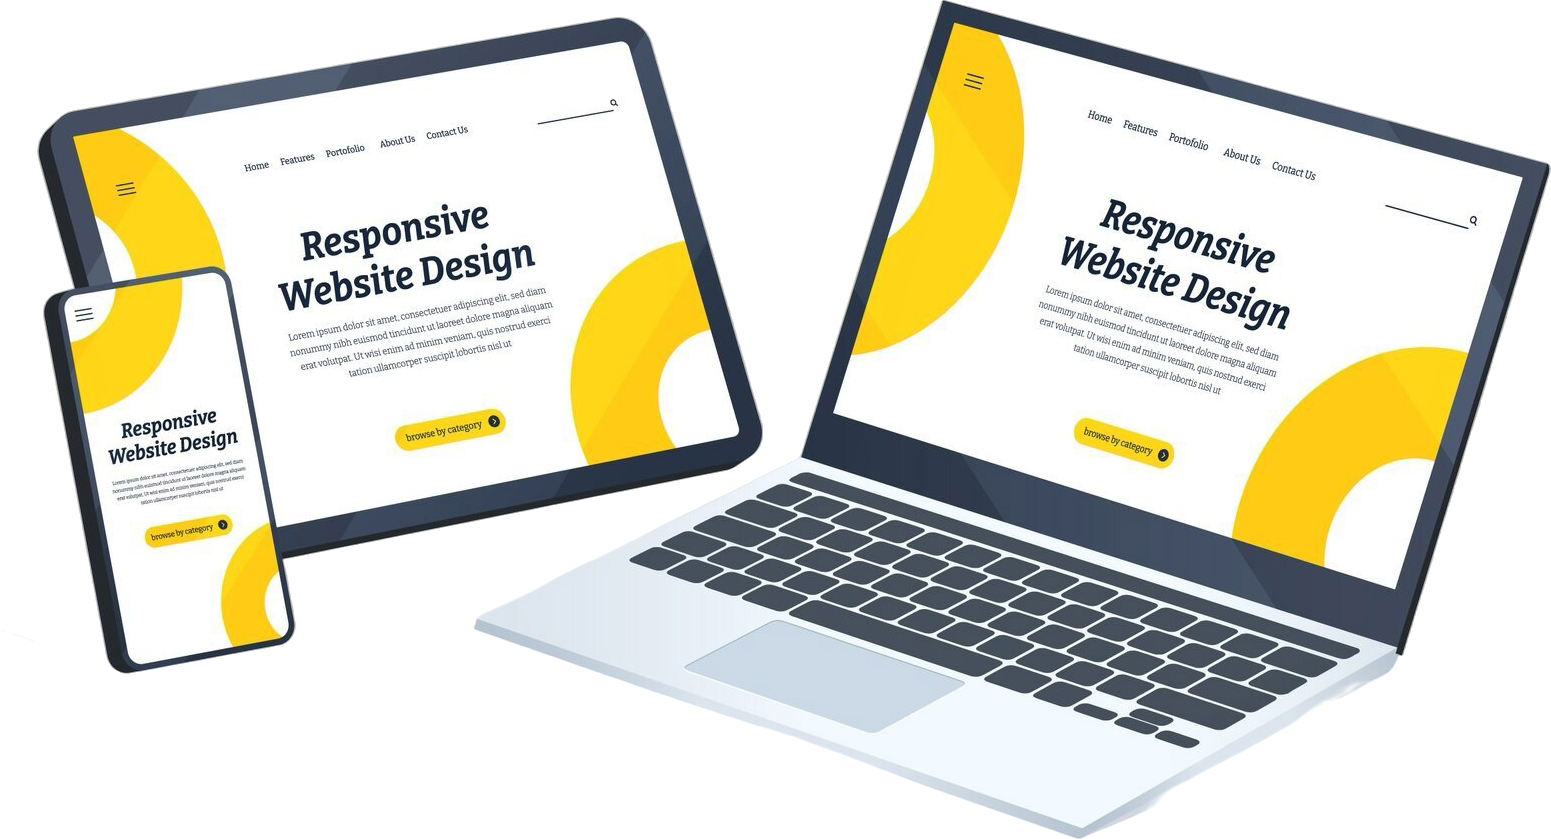 Home Features Portofolio About Us Contact Us
Responsive
Website Design
Lorem ipsum dolor sit amet, consectetuer adipiscing elit, sed diam
nonummy nibh euismod tincidunt ut laoreet dolore magna aliquam
erat volutpat. Ut wisi enim ad minim veniam, quis nostrud exerci
tation ullamcorper suscipit lobortis nisl ut
browse by category
Responsive
Website Design
Lorem ipsum dolor sit amet, consectetuer adipiscing elit, sed diam
nonummy nibh euismod tincidunt ut laoreet dolore magna aliquam
erat volutpat. Ut wisi enim ad minim veniam, quis nostrud exerci
tation ullamcorper suscipit lobortis nisl ut
browse by category
Home Features Portofolio About Us Contact Us
Responsive
Website Design
Lorem ipsum dolor sit amet, consectetuer adipiscing elit, sed diam
nonummy nibh euismod tincidunt ut laoreet dolore magna aliquam
erat volutpat. Ut wisi enim ad minim veniam, quis nostrud exerci
tation ullamcorper suscipit lobortis nisl ut
browse by category